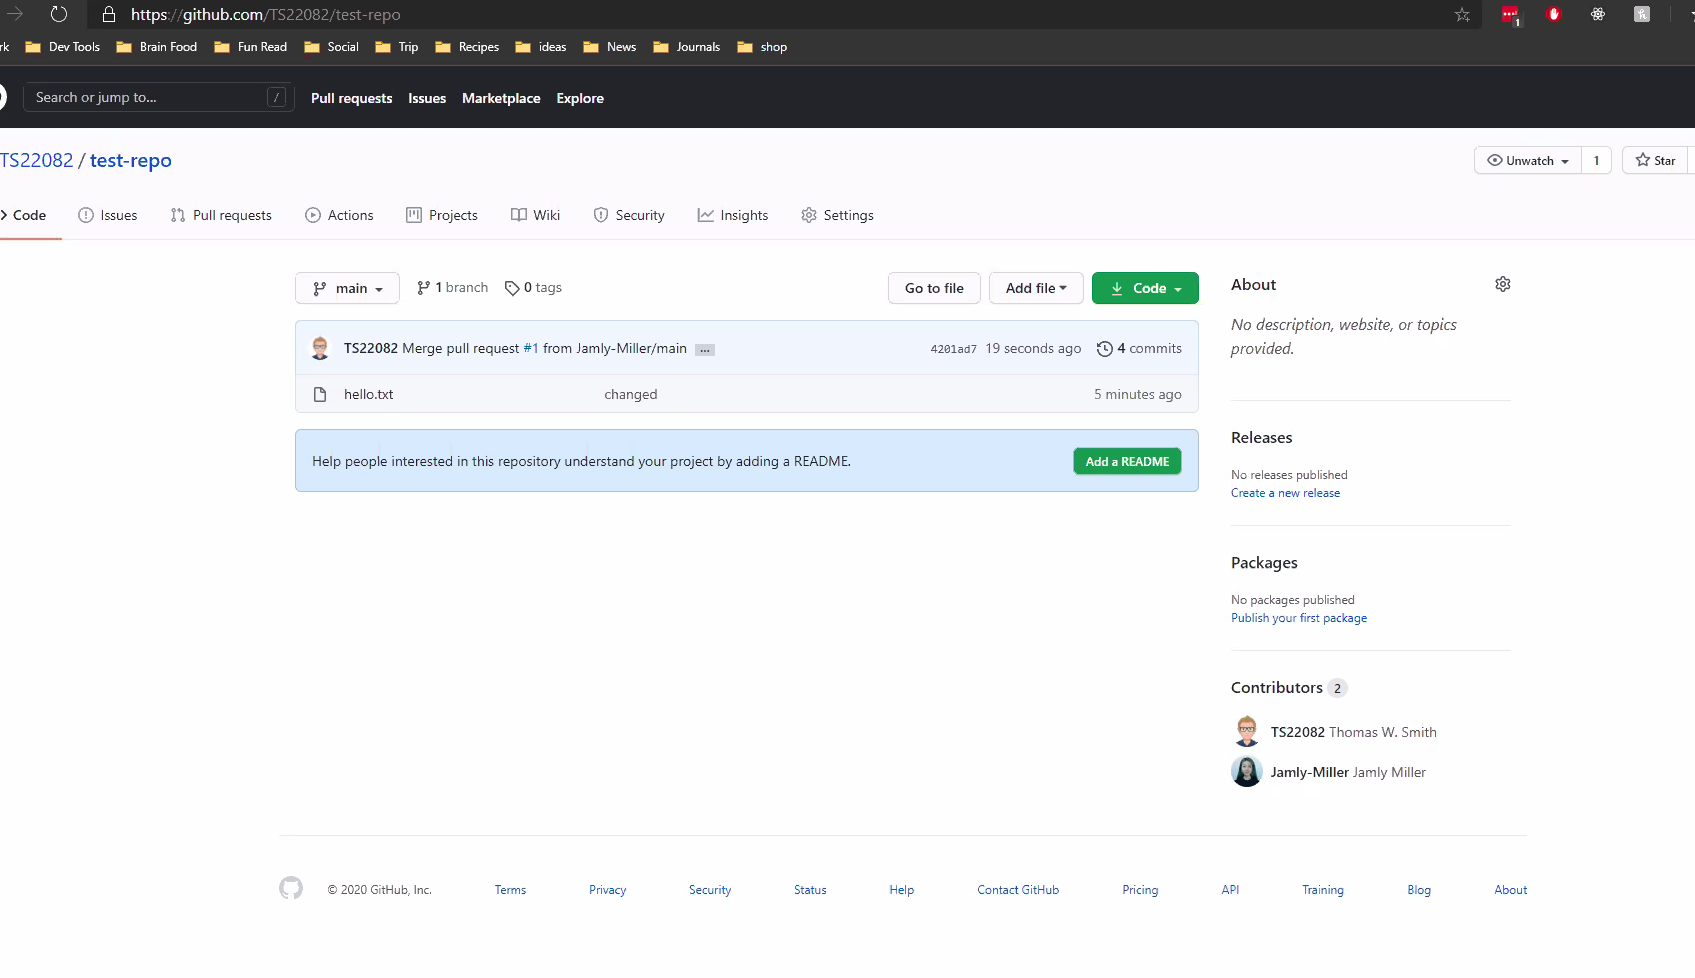 https://github.com/TS22082/test-repo
1
rk Dev Tools Brain Food Fun Read Social Trip Recipes ideas News Journals shop
Search or jump to... / Pull requests Issues Marketplace Explore
TS22082 / test-repo Unwatch 1 Star
Code Issues Pull requests Actions Projects Wiki Security Insights Settings
main 1 branch 0 tags Go to file Add file Code
TS22082 Merge pull request #1 from Jamly-Miller/main ... 4201ad7 19 seconds ago 4 commits
hello.txt changed 5 minutes ago
Help people interested in this repository understand your project by adding a README. Add a README
About
No description, website, or topics
provided.
Releases
No releases published
Create a new release
Packages
No packages published
Publish your first package
Contributors 2
TS22082 Thomas W. Smith
Jamly-Miller Jamly Miller
© 2020 GitHub, Inc. Terms Privacy Security Status Help Contact GitHub Pricing API Training Blog About